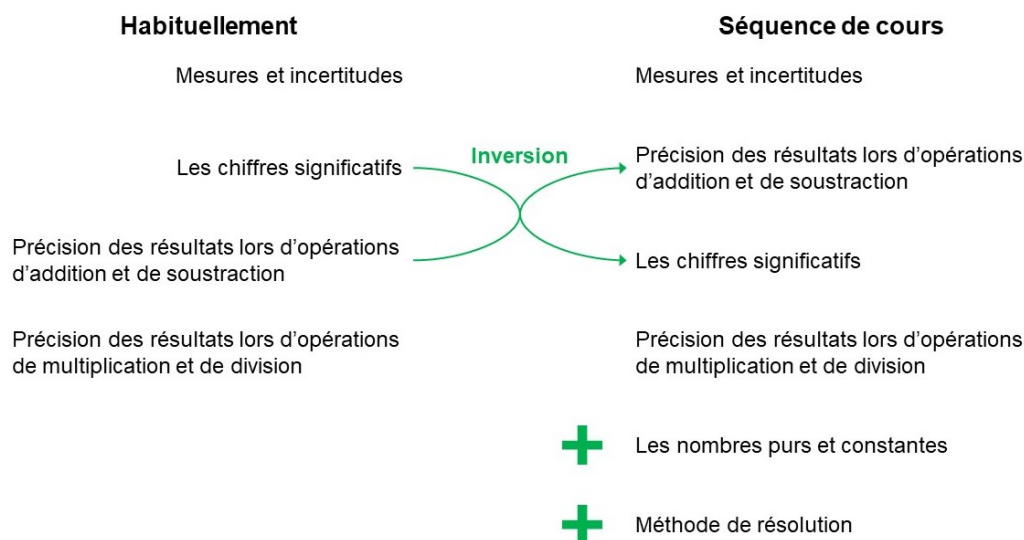 Habituellement
Séquence de cours
Mesures et incertitudes
Mesures et incertitudes
Les chiffres significatifs
Inversion
Précision des résultats lors d’opérations
d’addition et de soustraction
Précision des résultats lors d’opérations
d’addition et de soustraction
Les chiffres significatifs
Précision des résultats lors d’opérations
de multiplication et de division
Précision des résultats lors d’opérations
de multiplication et de division
Les nombres purs et constantes
Méthode de résolution